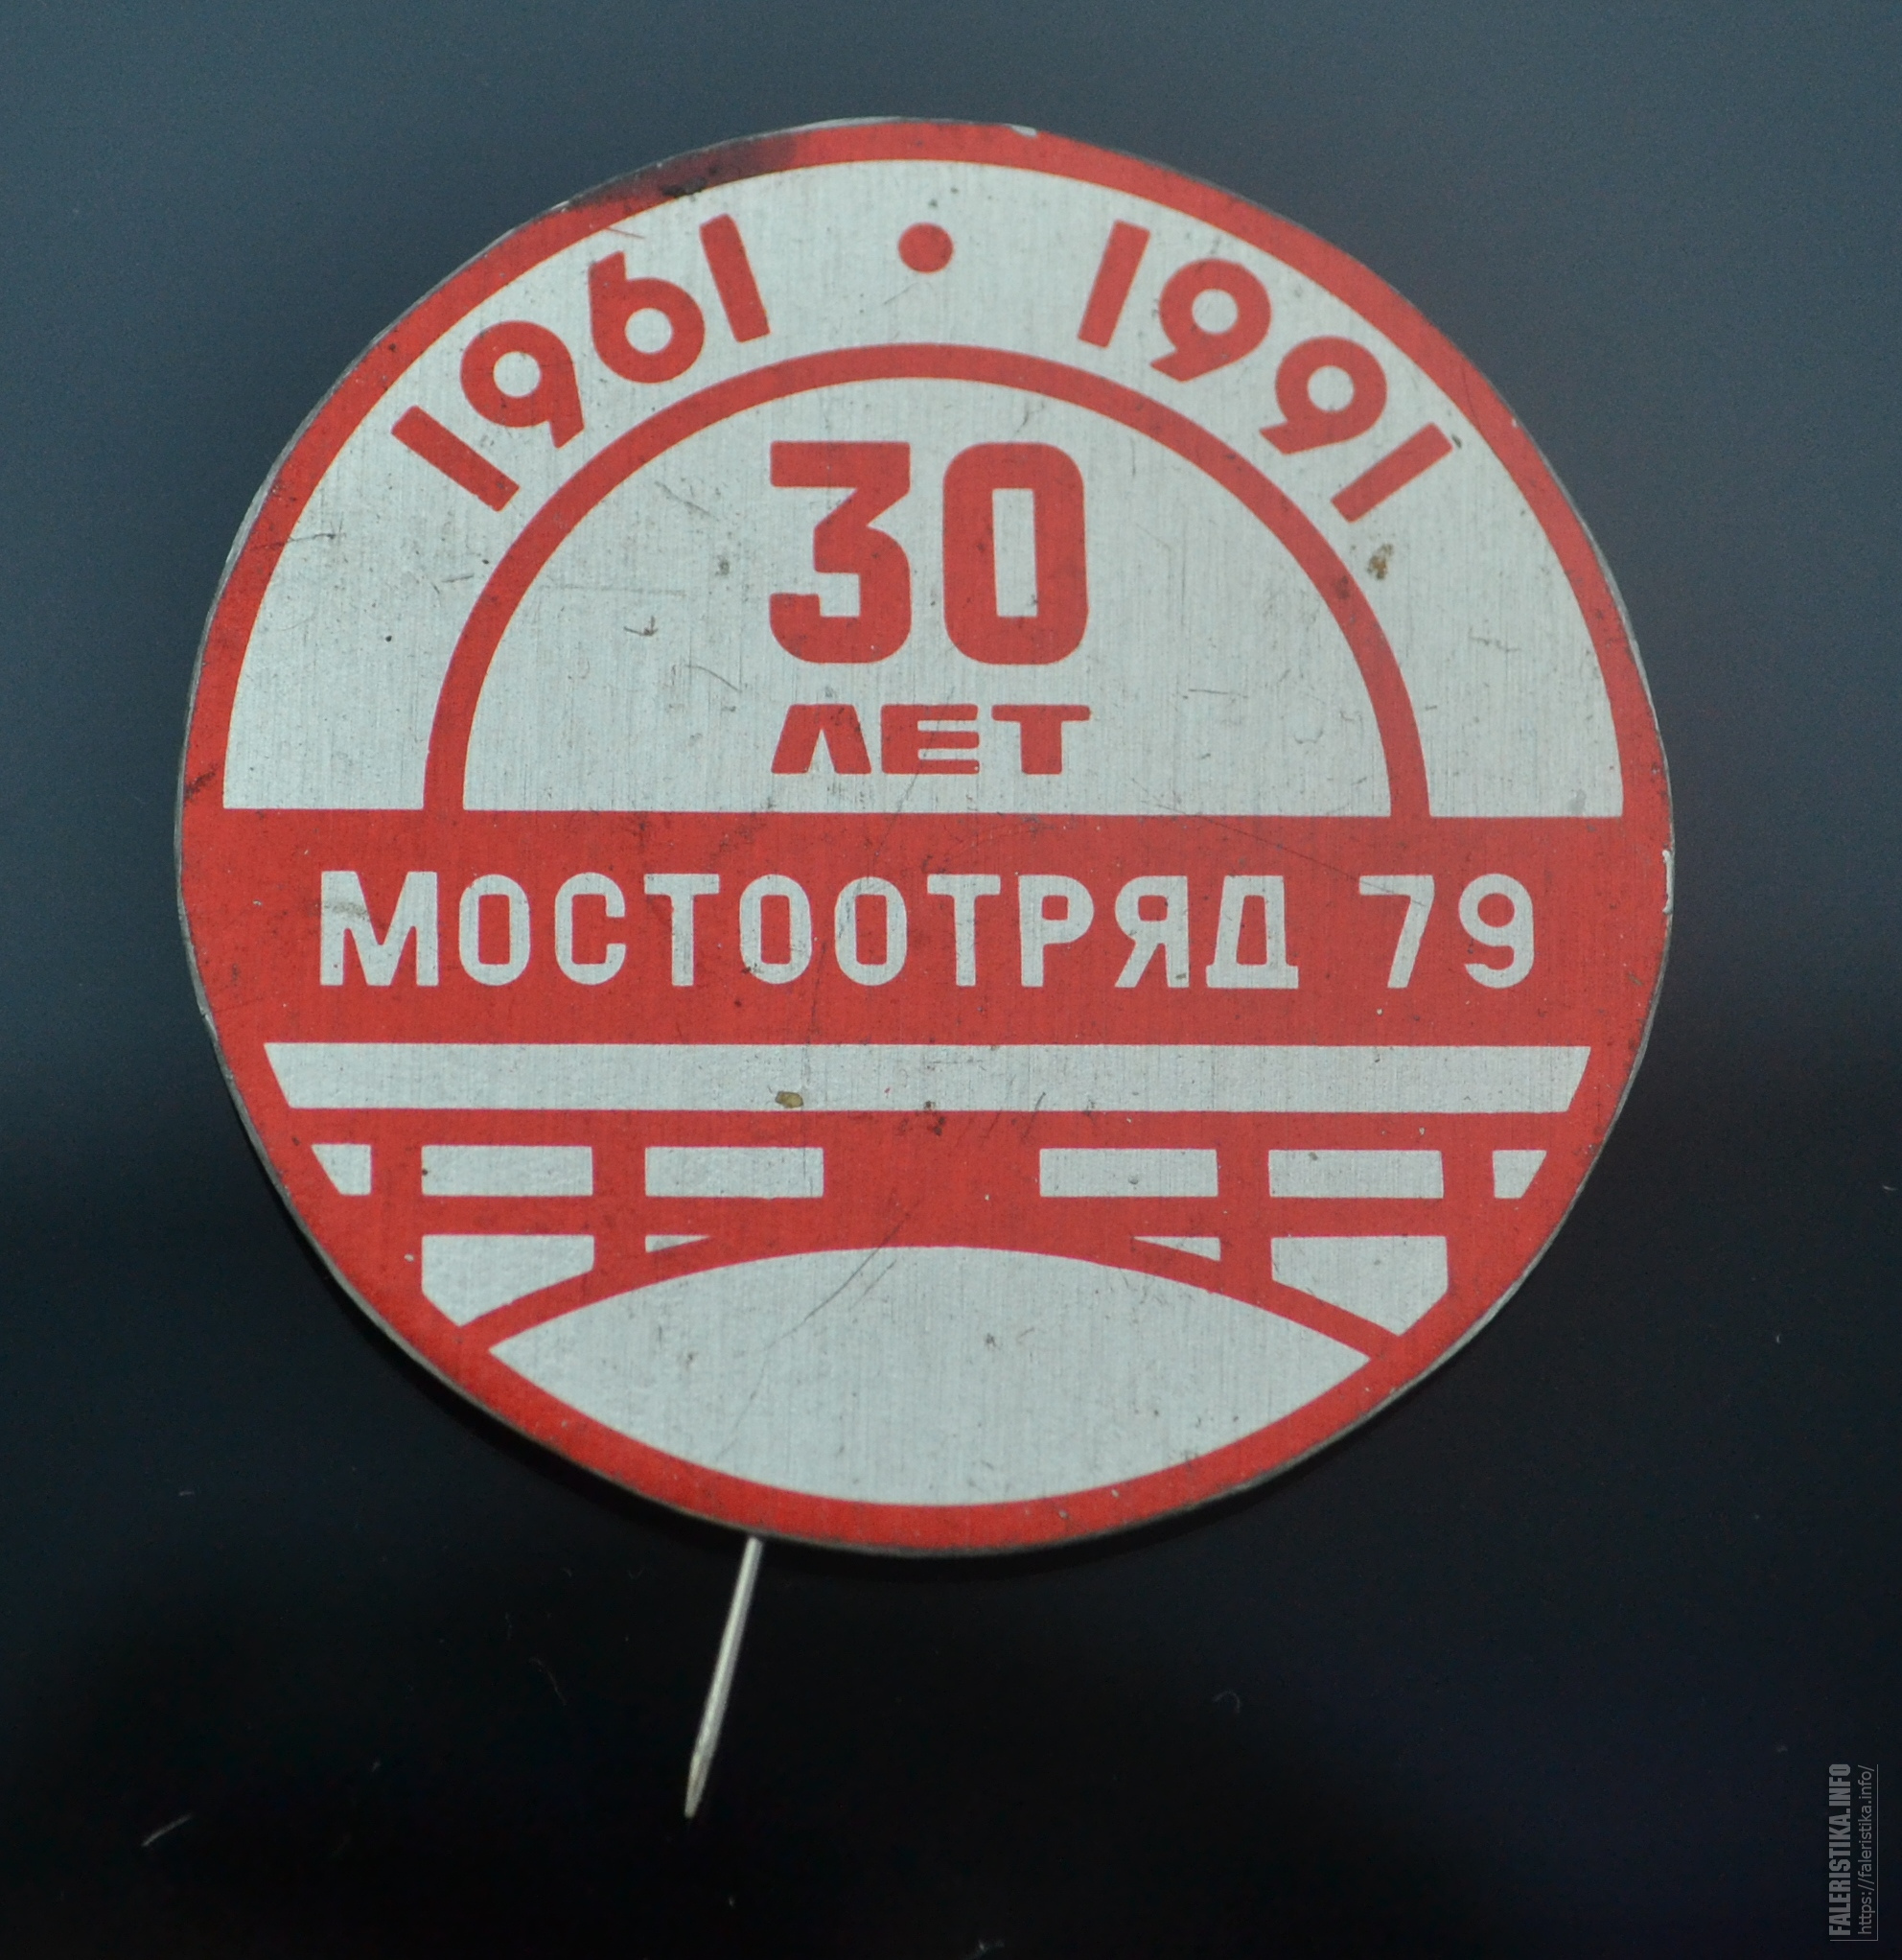 1961 • 1991
30
ЛЕТ
МОСТООТРЯД 79
FALERISTIKA.INFO
https://faleristika.info/